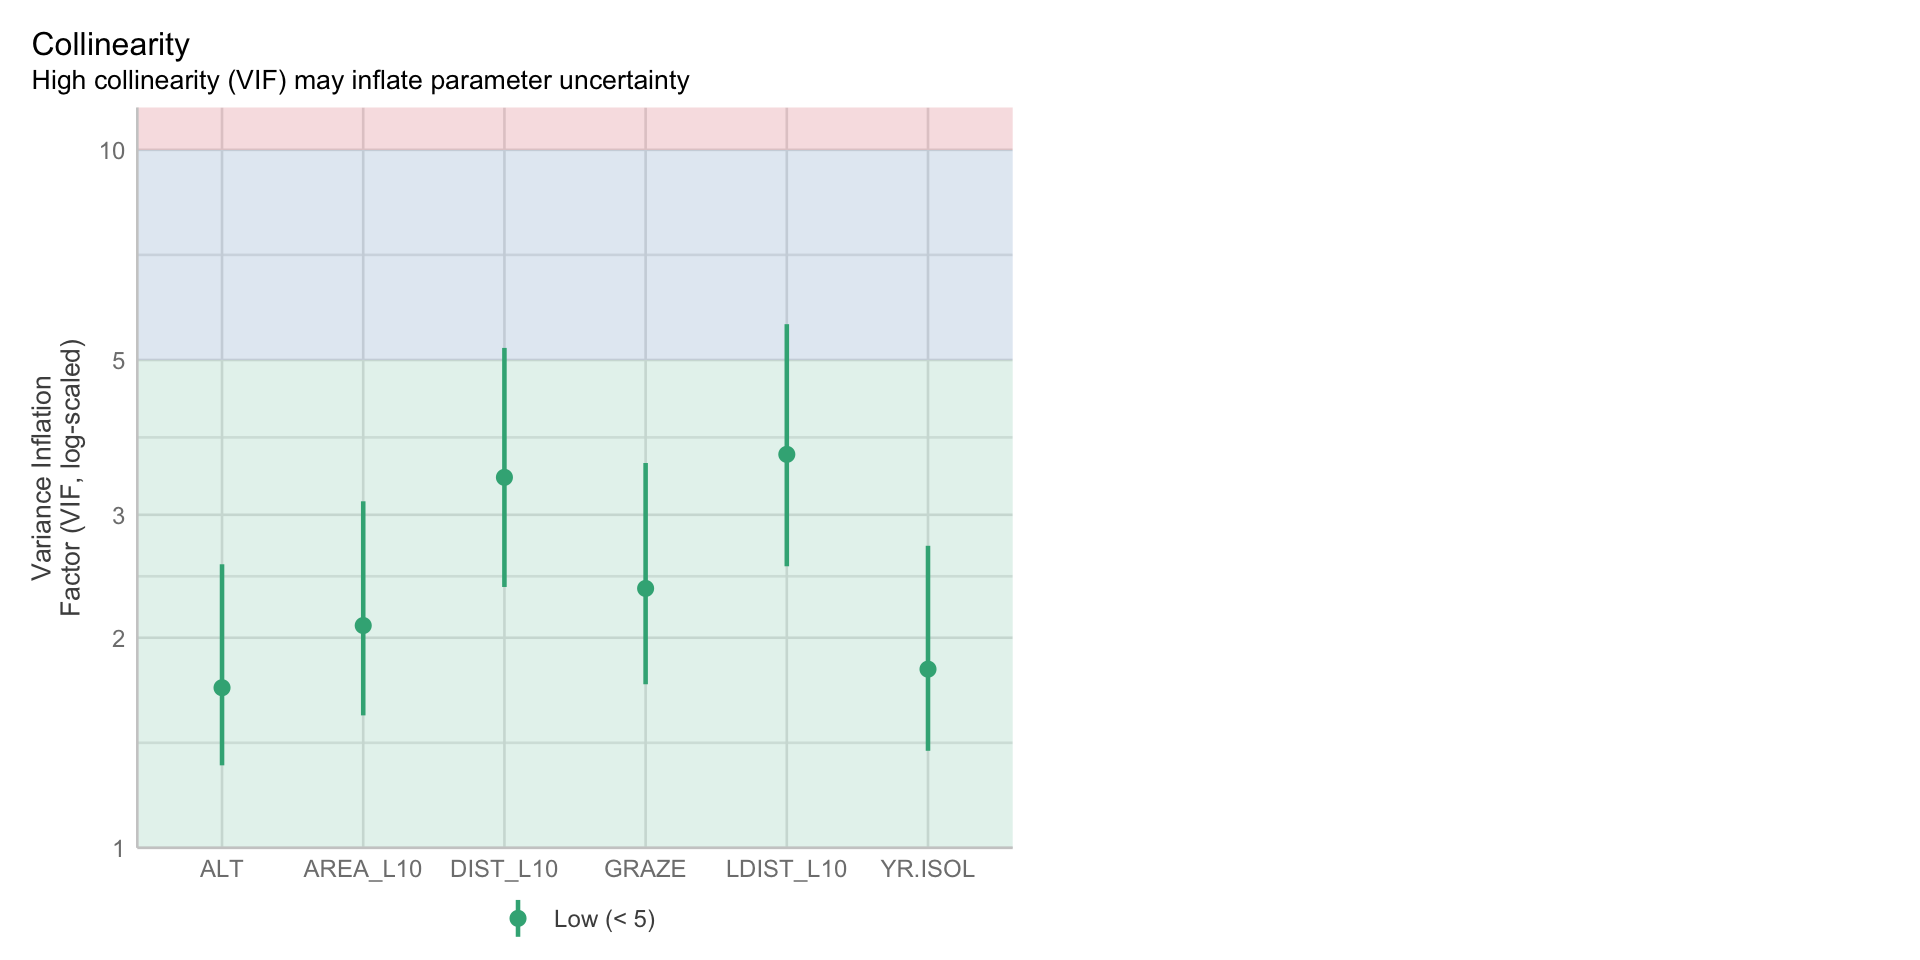 Collinearity
High collinearity (VIF) may inflate parameter uncertainty
Variance Inflation
Factor (VIF, log-scaled)
10
5
3
2
1
ALT AREA_L10 DIST_L10 GRAZE LDIST_L10 YR.ISOL
Low (< 5)